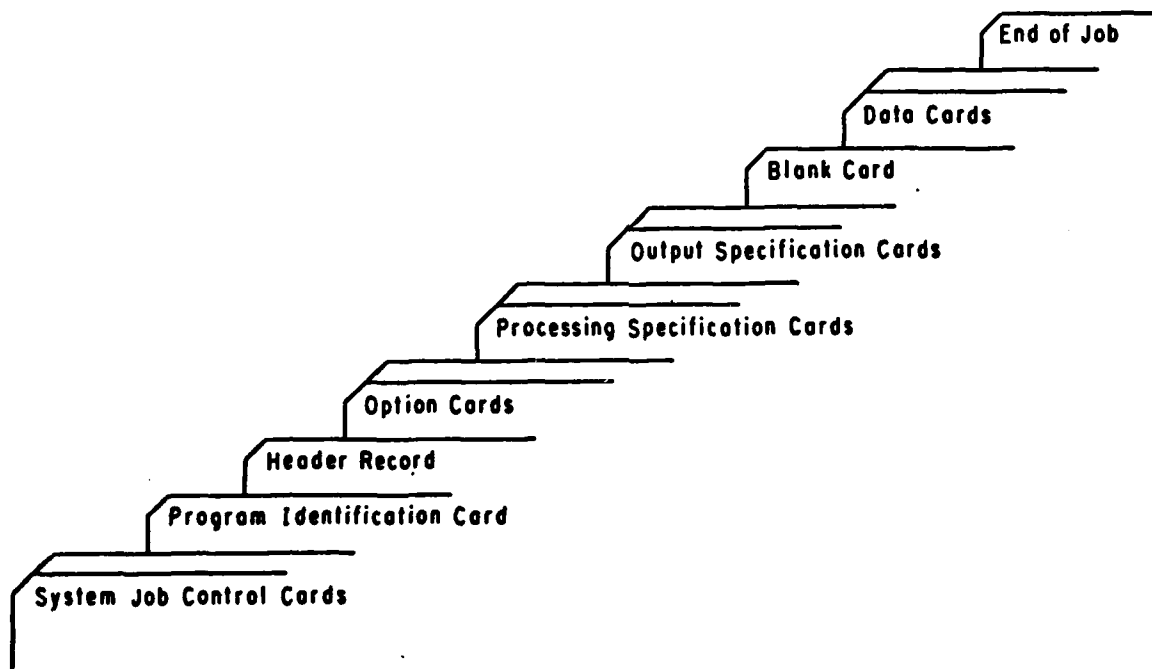 End of Job
Data Cards
Blank Card
Output Specification Cards
Processing Specification Cards
Option Cards
Header Record
Program Identification Card
System Job Control Cards